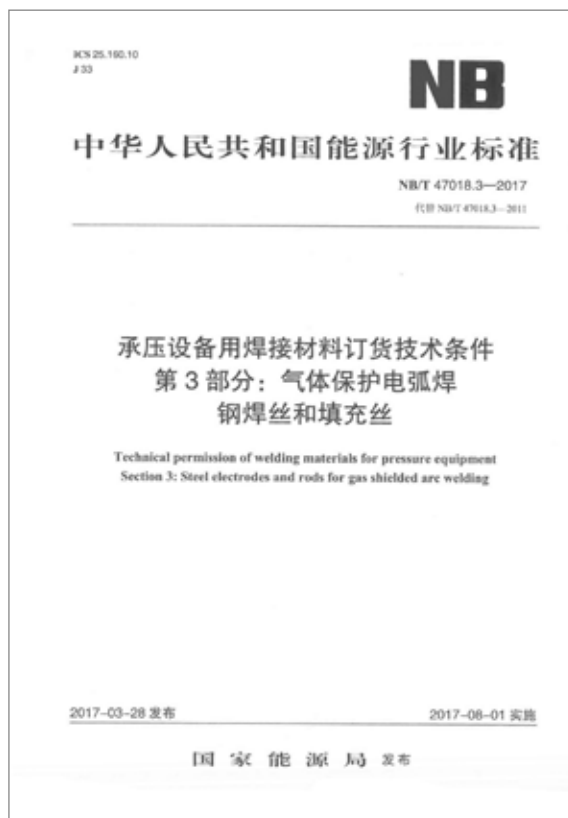 ICS 25.160.10
J 33
NB
中华人民共和国能源行业标准
NB/T 47018.3—2017
代替 NB/T 47018.3—2011
承压设备用焊接材料订货技术条件
第 3 部分：气体保护电弧焊
钢焊丝和填充丝
Technical permission of welding materials for pressure equipment
Section 3: Steel electrodes and rods for gas shielded arc welding
2017-03-28 发布
2017-08-01 实施
国家能源局 发布